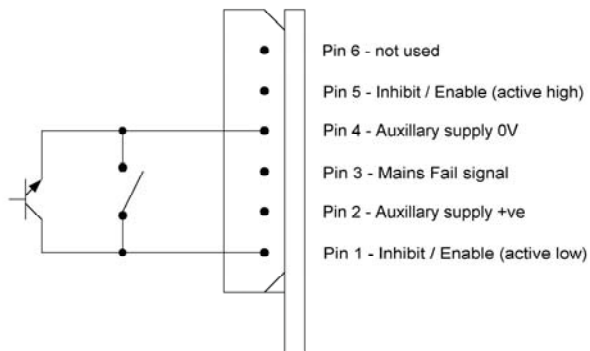 Pin 6 - not used
Pin 5 - Inhibit / Enable (active high)
Pin 4 - Auxillary supply 0V
Pin 3 - Mains Fail signal
Pin 2 - Auxillary supply +ve
Pin 1 - Inhibit / Enable (active low)